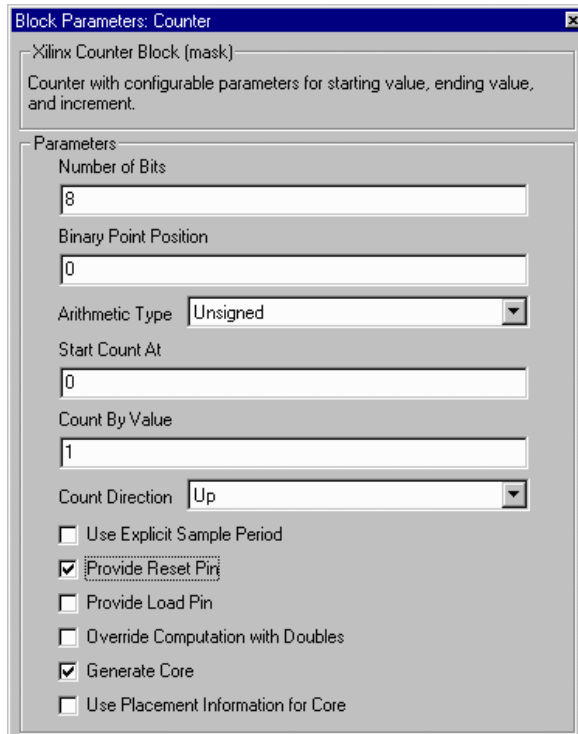 Block Parameters: Counter
Xilinx Counter Block (mask)
Counter with configurable parameters for starting value, ending value,
and increment.
Parameters
Number of Bits
8
Binary Point Position
0
Arithmetic Type Unsigned
Start Count At
0
Count By Value
1
Count Direction Up
Use Explicit Sample Period
Provide Reset Pin
Provide Load Pin
Override Computation with Doubles
Generate Core
Use Placement Information for Core